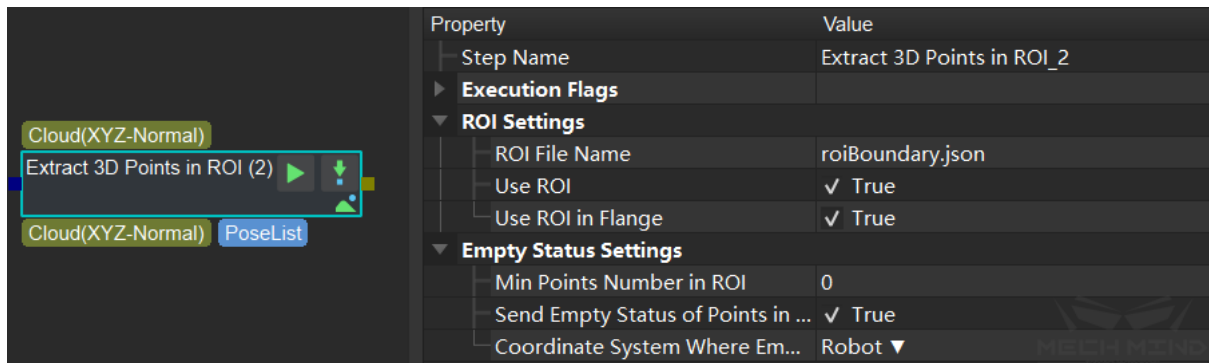 Cloud(XYZ-Normal)
Extract 3D Points in ROI (2)
Cloud(XYZ-Normal) PoseList
Property Value
Step Name Extract 3D Points in ROI_2
Execution Flags
ROI Settings
ROI File Name roiBoundary.json
Use ROI True
Use ROI in Flange True
Empty Status Settings
Min Points Number in ROI 0
Send Empty Status of Points in ... True
Coordinate System Where Em... Robot
MECH MIND